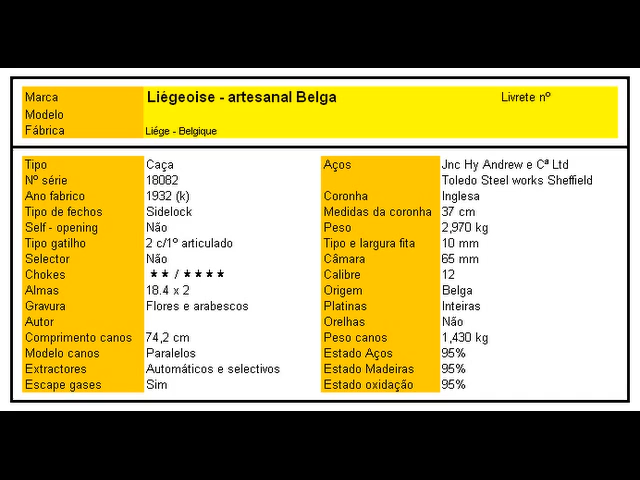 Marca Liégeoise - artesanal Belga Livrete nº
Modelo
Fábrica Liége - Belgique
Tipo Caça Aços Jnc Hy Andrew e Cª Ltd
Nº série 18082 Toledo Steel works Sheffield
Ano fabrico 1932 (k) Coronha Inglesa
Tipo de fechos Sidelock Medidas da coronha 37 cm
Self - opening Não Peso 2,970 kg
Tipo gatilho 2 c/1º articulado Tipo e largura fita 10 mm
Selector Não Câmara 65 mm
Chokes ** / **** Calibre 12
Almas 18.4 x 2 Origem Belga
Gravura Flores e arabescos Platinas Inteiras
Autor Orelhas Não
Comprimento canos 74,2 cm Peso canos 1,430 kg
Modelo canos Paralelos Estado Aços 95%
Extractores Automáticos e selectivos Estado Madeiras 95%
Escape gases Sim Estado oxidação 95%